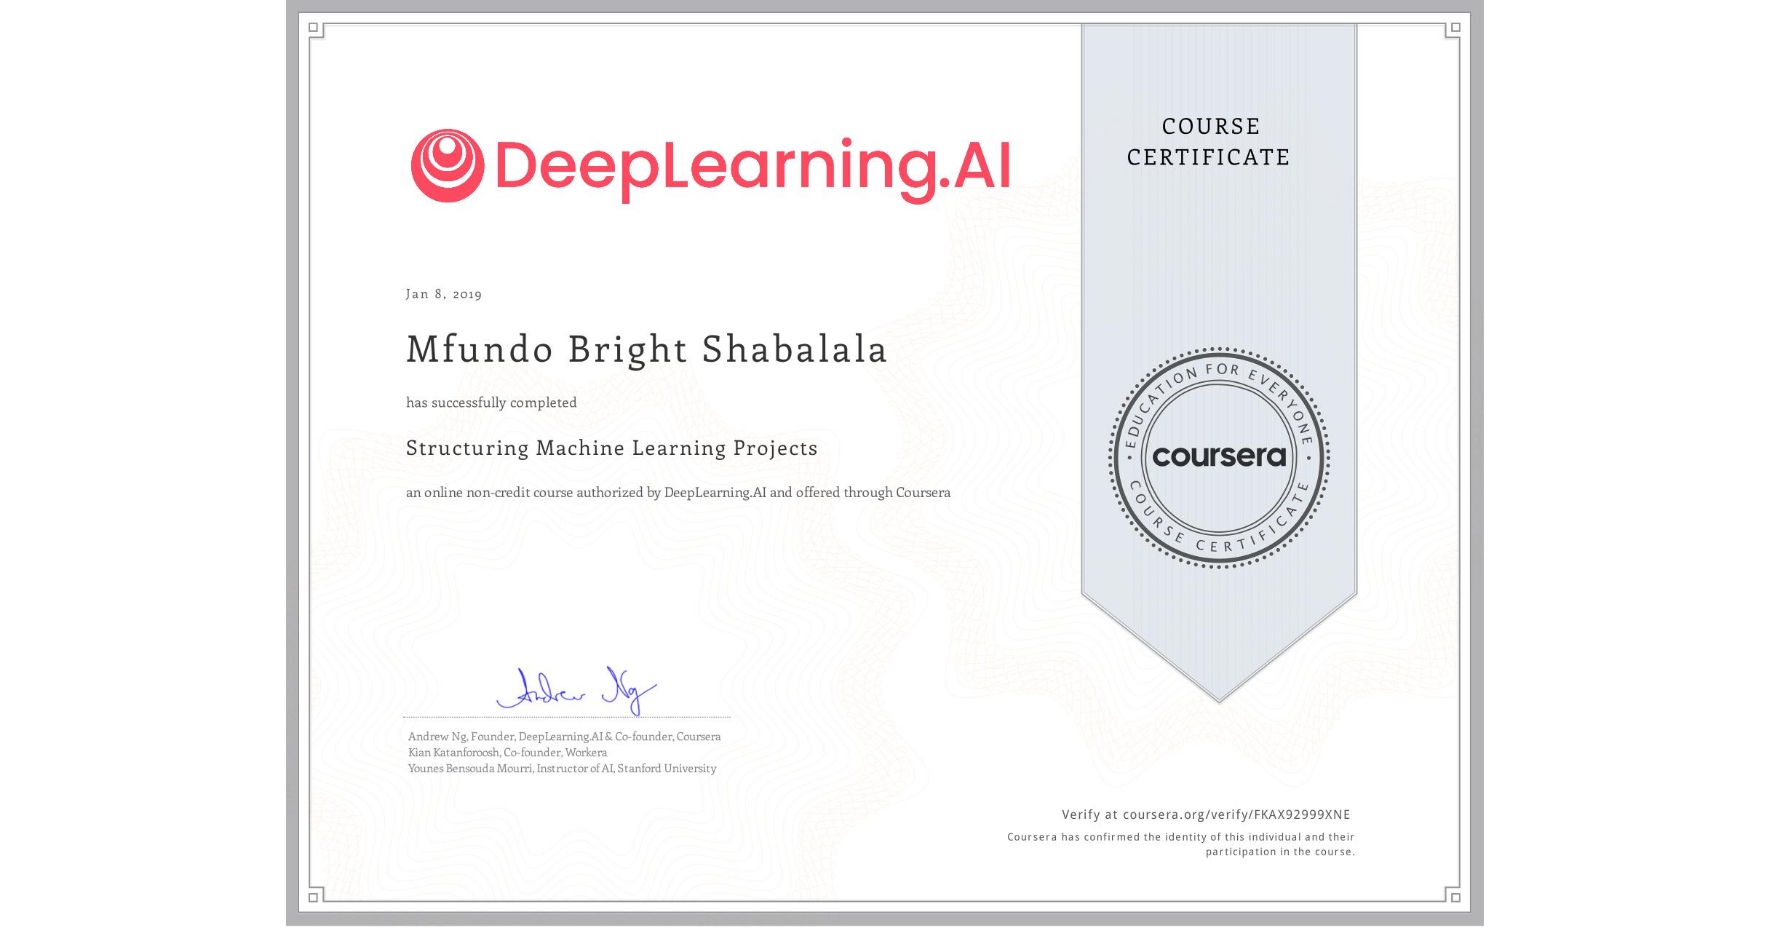 DeepLearning.AI
COURSE
CERTIFICATE
Jan 8, 2019
Mfundo Bright Shabalala
has successfully completed
Structuring Machine Learning Projects
an online non-credit course authorized by DeepLearning.AI and offered through Coursera
EDUCATION FOR EVERYONE
coursera
COURSE CERTIFICATE
Andrew Ng
Andrew Ng, Founder, DeepLearning.AI & Co-founder, Coursera
Kian Katanforoosh, Co-founder, Workera
Younes Bensouda Mourri, Instructor of AI, Stanford University
Verify at coursera.org/verify/FKAX92999XNE
Coursera has confirmed the identity of this individual and their
participation in the course.